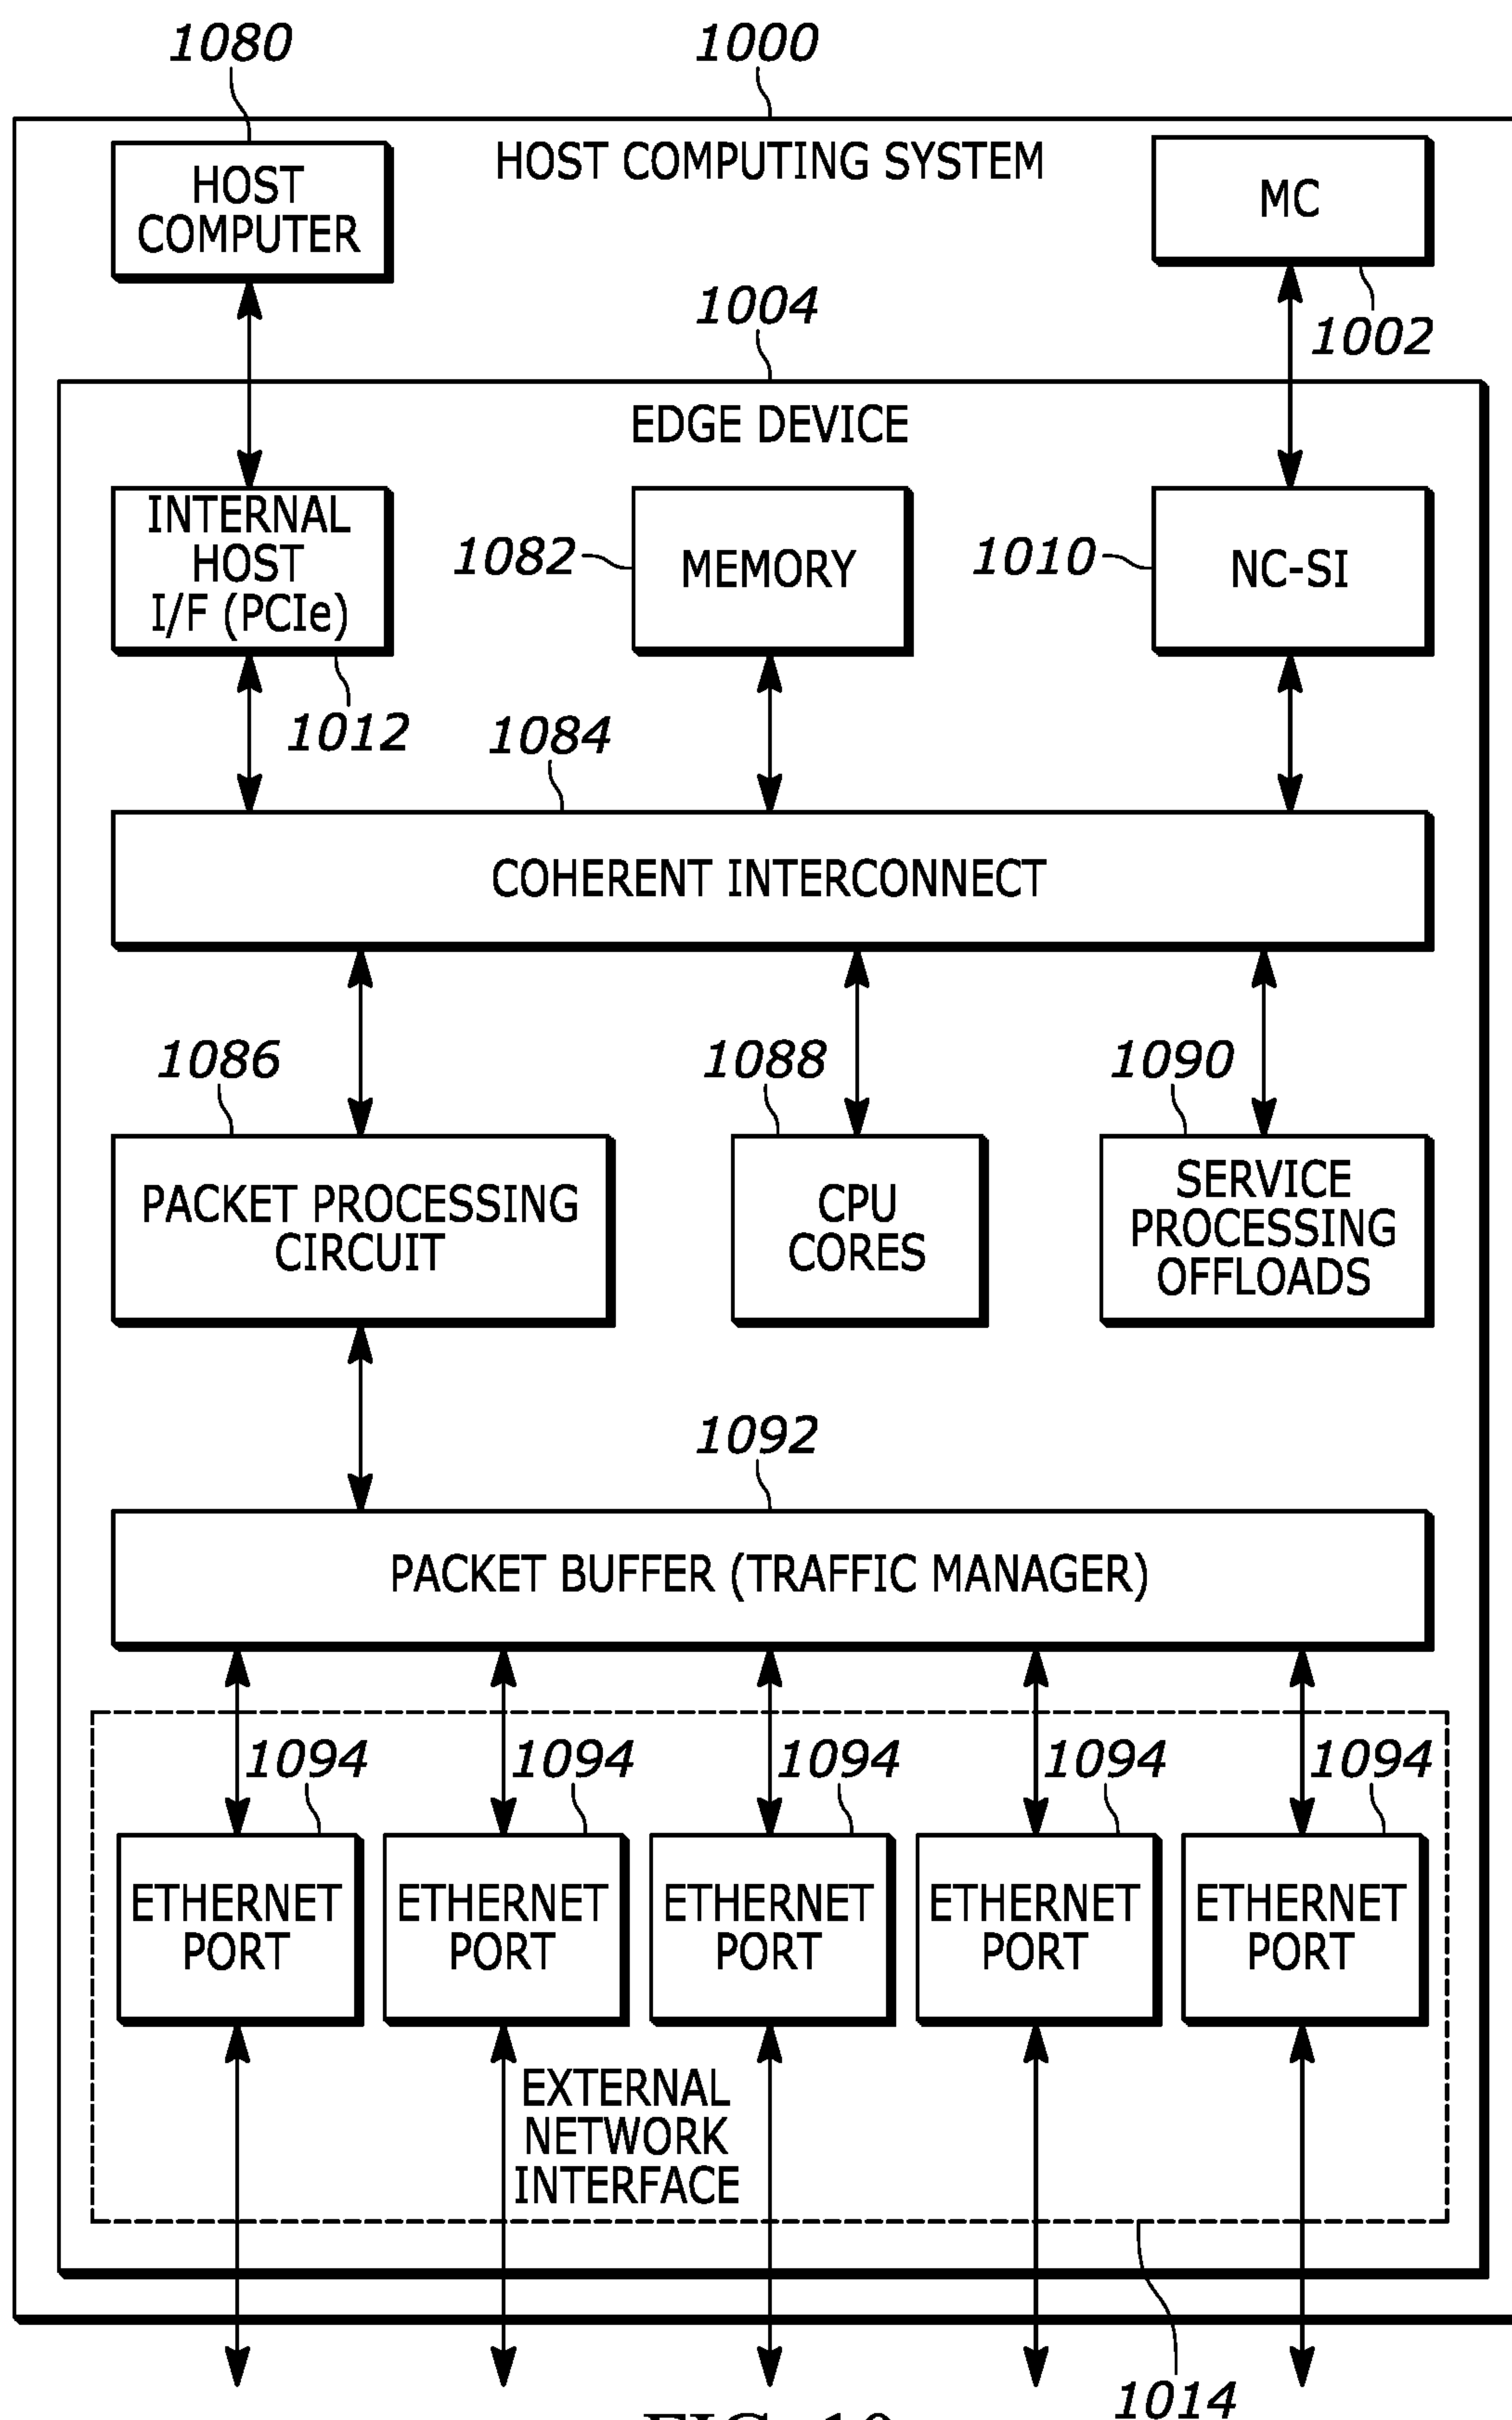 1080
1000
HOST COMPUTING SYSTEM
HOST
COMPUTER
MC
1004
1002
EDGE DEVICE
INTERNAL
HOST
I/F (PCIe)
1082
MEMORY
1010
NC-SI
1012
1084
COHERENT INTERCONNECT
1086
1088
1090
PACKET PROCESSING
CIRCUIT
CPU
CORES
SERVICE
PROCESSING
OFFLOADS
1092
PACKET BUFFER (TRAFFIC MANAGER)
1094
1094
1094
1094
1094
ETHERNET
PORT
ETHERNET
PORT
ETHERNET
PORT
ETHERNET
PORT
ETHERNET
PORT
EXTERNAL
NETWORK
INTERFACE
1014
FIG. 10